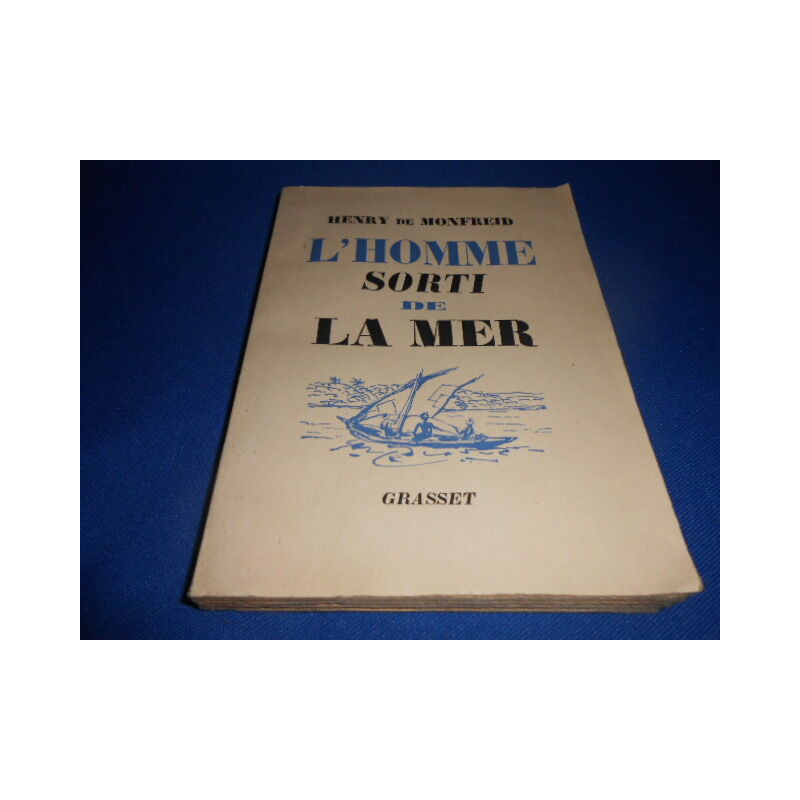 HENRY DE MONFREID
L'HOMME
SORTI
DE
LA MER
GRASSET